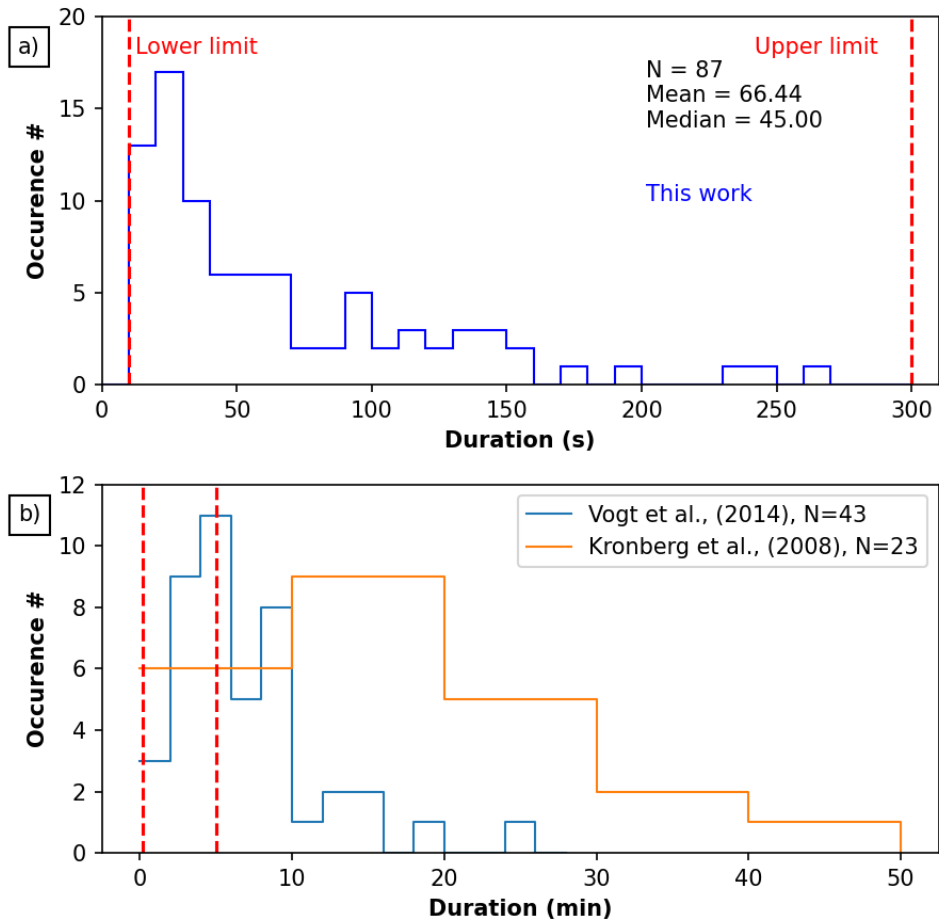 a)
Lower limit
Upper limit
N = 87
Mean = 66.44
Median = 45.00
This work
Occurence #
20
15
10
5
0
0 50 100 150 200 250 300
Duration (s)
b)
Vogt et al., (2014), N=43
Kronberg et al., (2008), N=23
Occurence #
12
10
8
6
4
2
0
0 10 20 30 40 50
Duration (min)